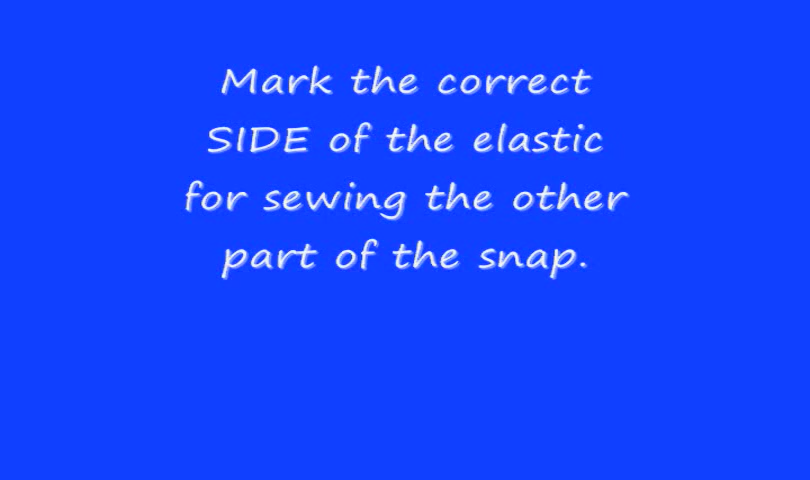 Mark the correct
SIDE of the elastic
for sewing the other
part of the snap.